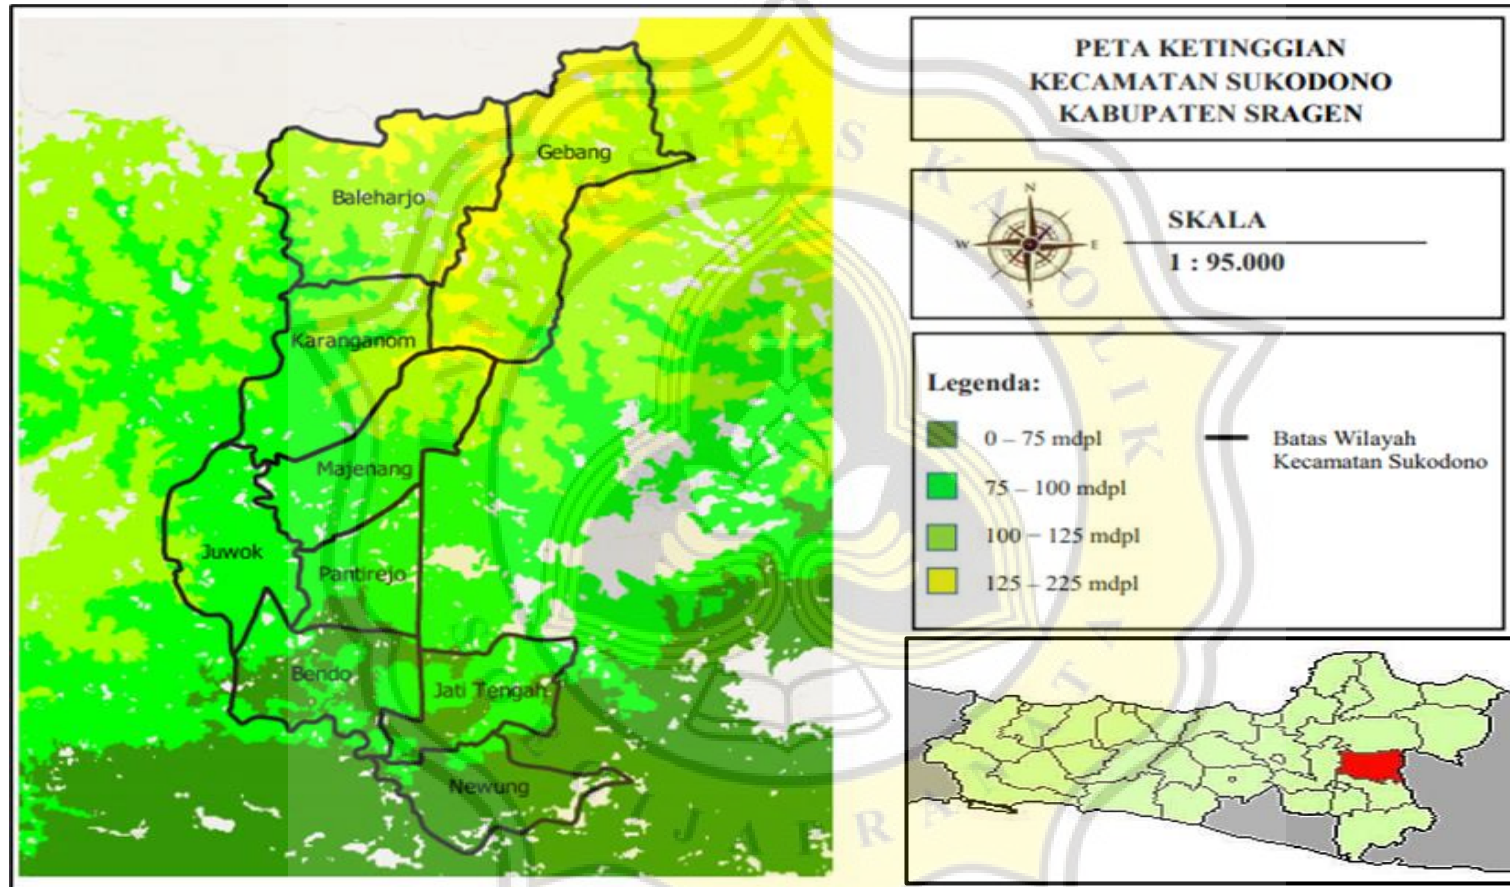 PETA KETINGGIAN
KECAMATAN SUKODONO
KABUPATEN SRAGEN
N
W
E
S
SKALA
1 : 95.000
Legenda:
0 – 75 mdpl
75 – 100 mdpl
100 – 125 mdpl
125 – 225 mdpl
Batas Wilayah
Kecamatan Sukodono
Gebang
Baleharjo
Karanganom
Majenang
Juwok
Pantirejo
Bendo
Jati Tengah
Newung